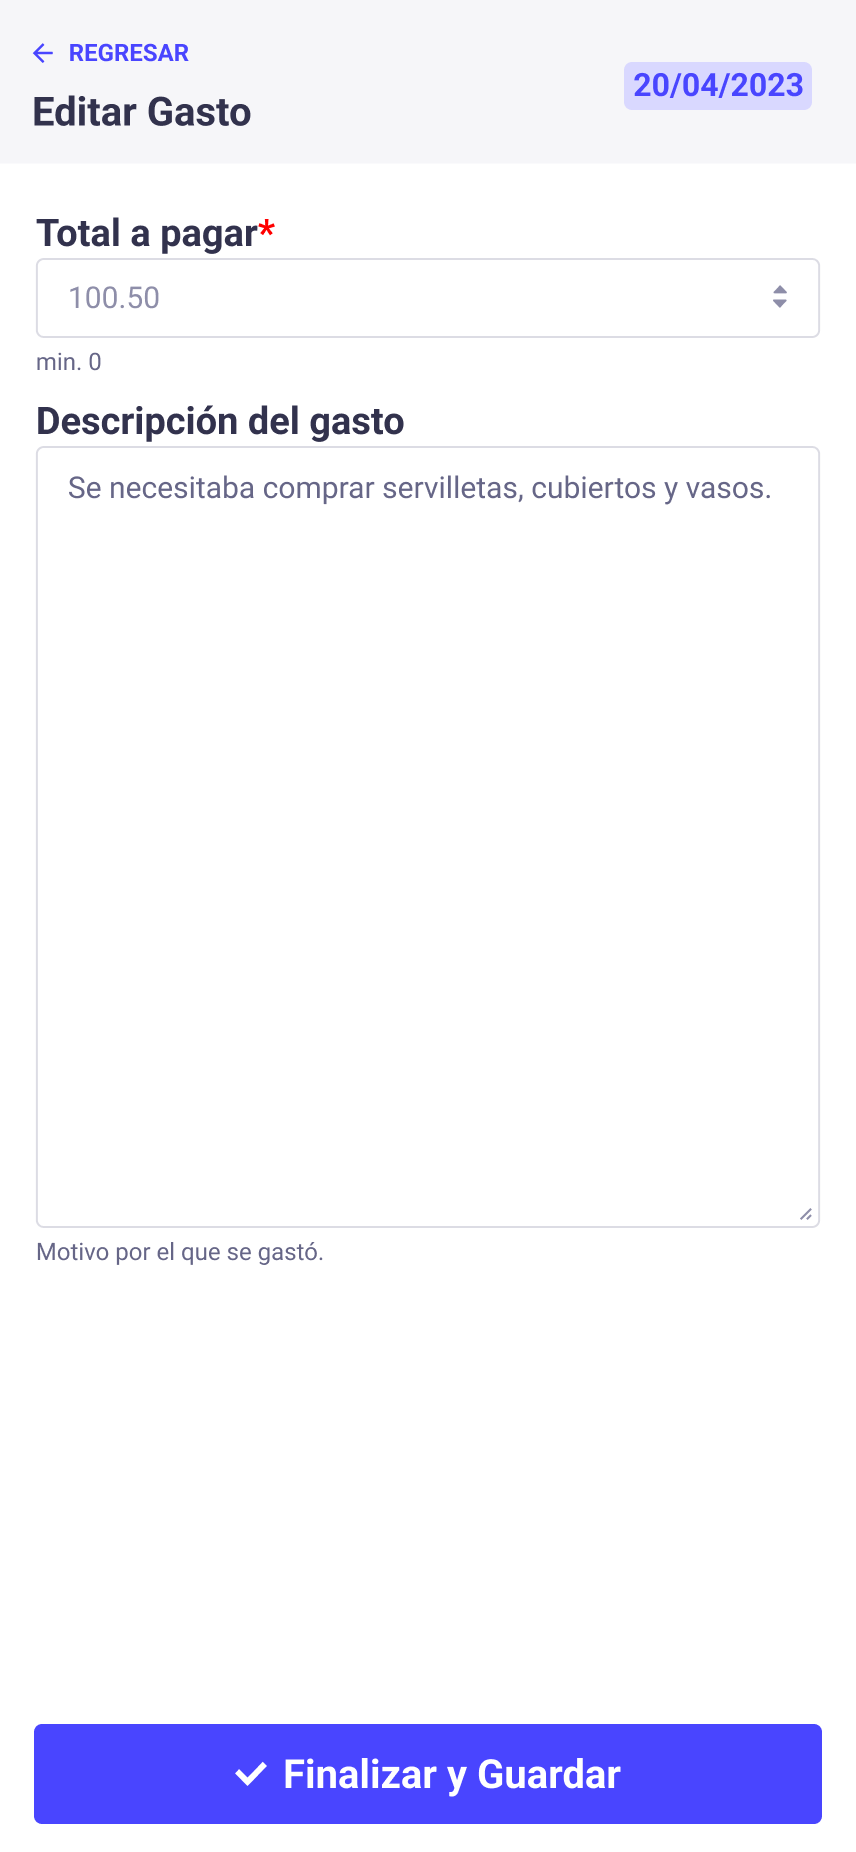 REGRESAR
20/04/2023
Editar Gasto
Total a pagar*
100.50
min. 0
Descripción del gasto
Se necesitaba comprar servilletas, cubiertos y vasos.
Motivo por el que se gastó.
Finalizar y Guardar